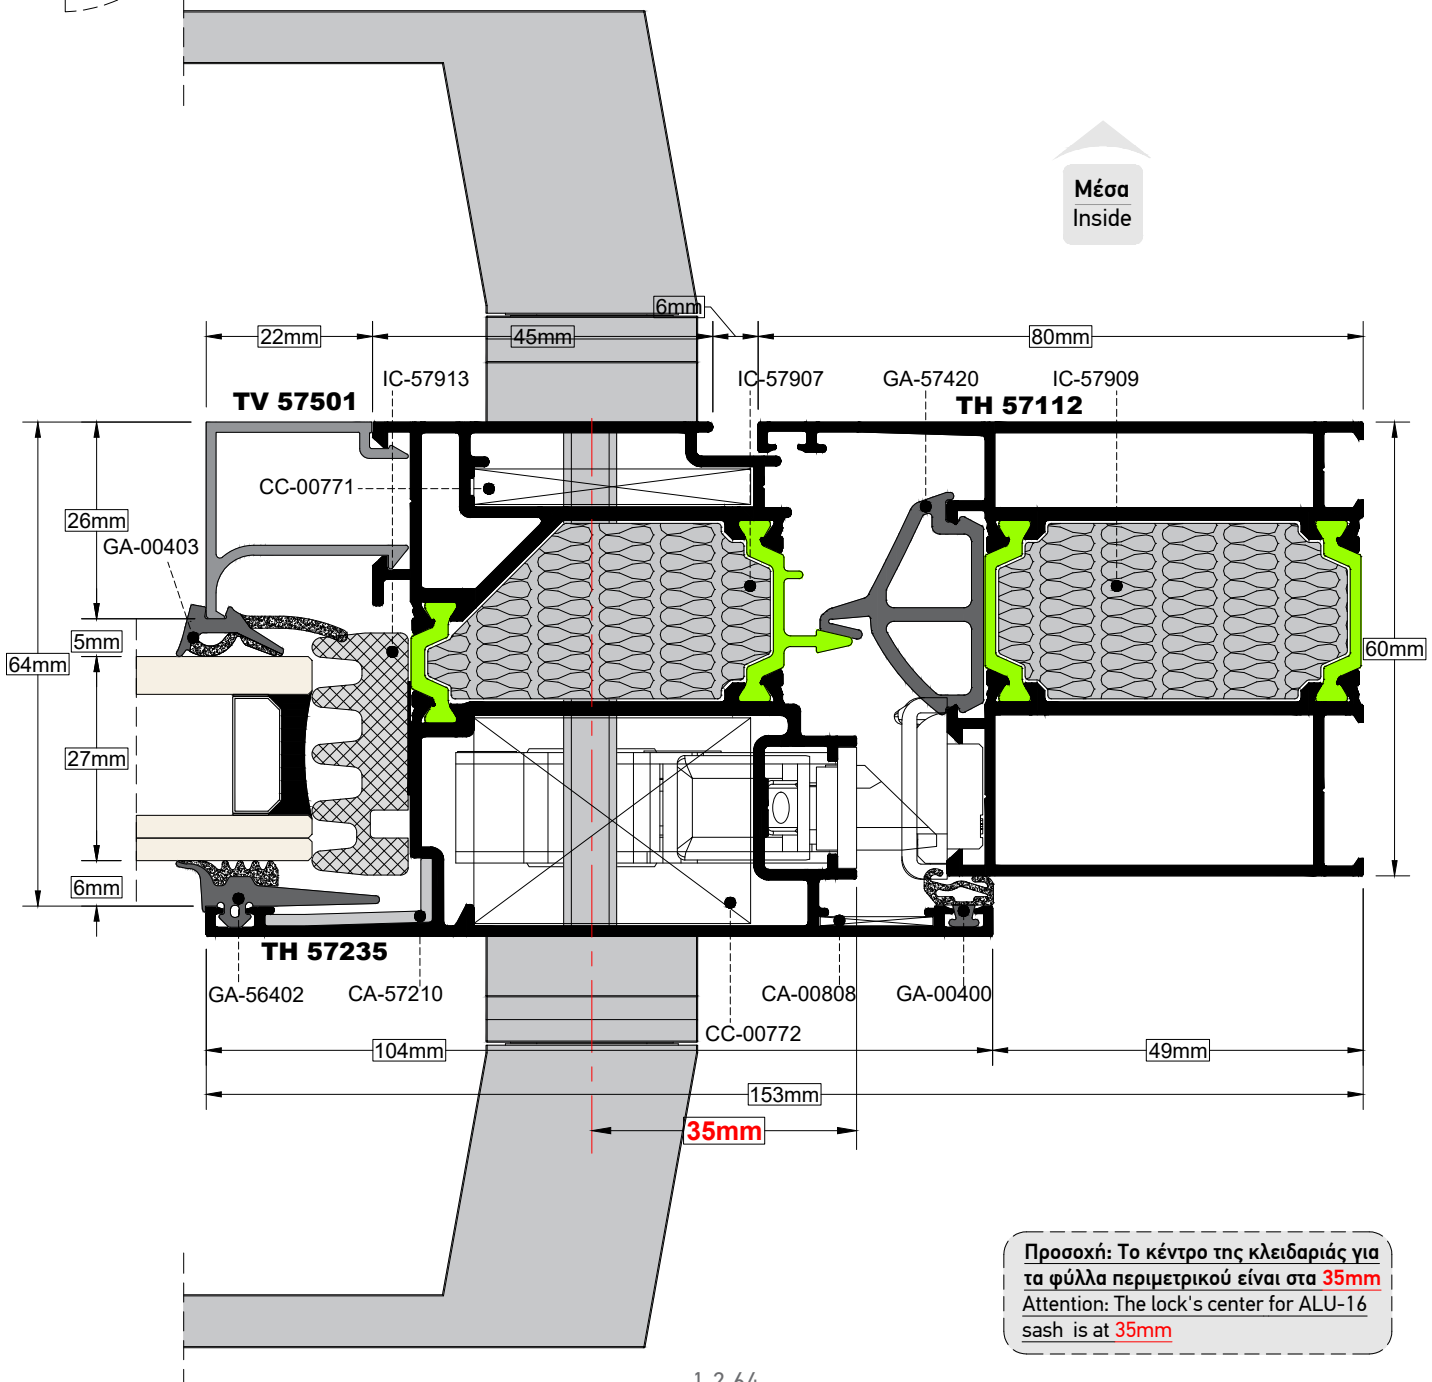 Μέσα
Inside
6mm
22mm
45mm
80mm
IC-57913
IC-57907
GA-57420
IC-57909
TV 57501
TH 57112
CC-00771
26mm
GA-00403
5mm
64mm
60mm
27mm
6mm
TH 57235
GA-56402
CA-57210
CA-00808
GA-00400
CC-00772
104mm
49mm
153mm
35mm
Προσοχή: Το κέντρο της κλειδαριάς για
τα φύλλα περιμετρικού είναι στα 35mm
Attention: The lock's center for ALU-16
sash is at 35mm
1.2.64